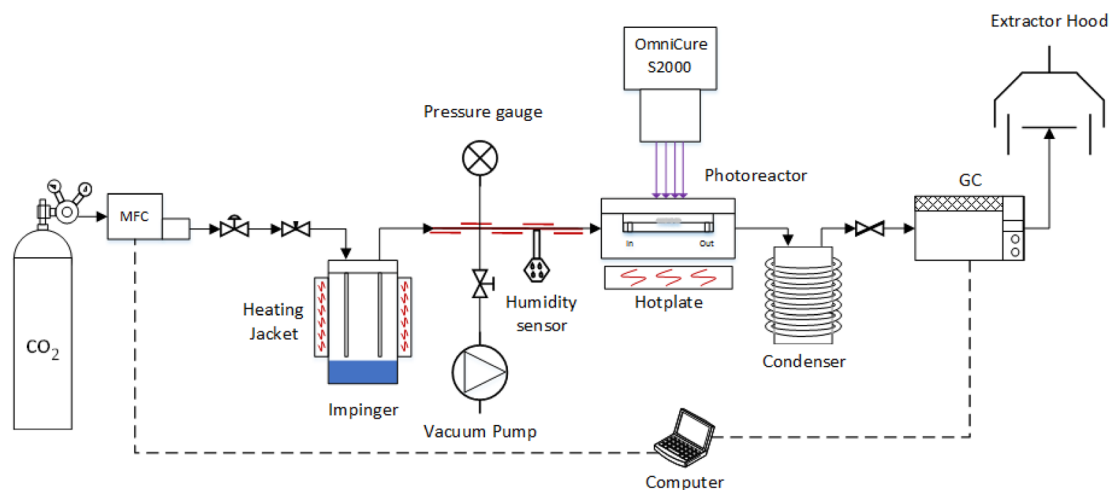 Extractor Hood
OmniCure
S2000
Pressure gauge
Photoreactor
GC
MFC
In
Out
Heating
Jacket
Humidity
sensor
Hotplate
CO₂
Condenser
Impinger
Vacuum Pump
Computer